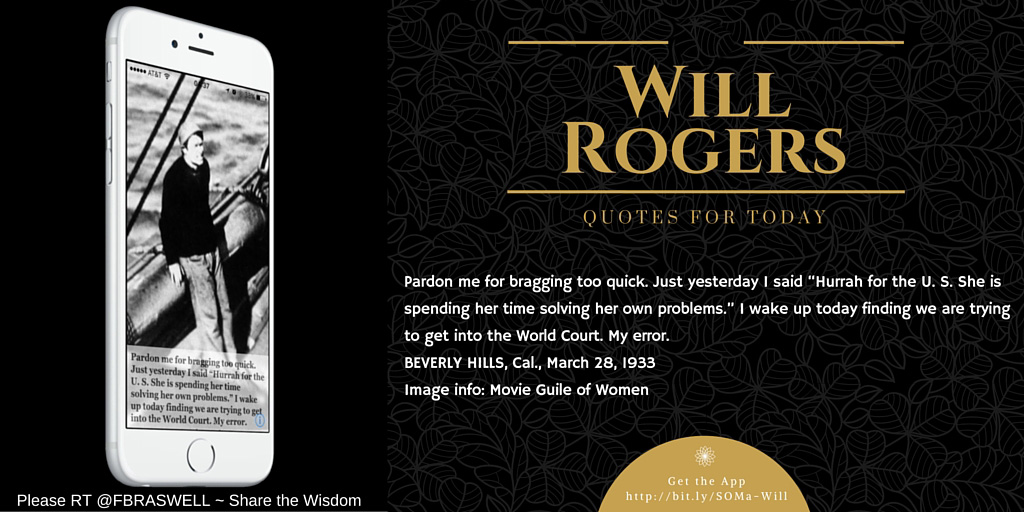 ●●●●● AT&T
Pardon me for bragging too quick.
Just yesterday I said "Hurrah for the
U. S. She is spending her time
solving her own problems." I wake
up today finding we are trying to get
into the World Court. My error.
Please RT @FBRASWELL ~ Share the Wisdom
WILL
ROGERS
QUOTES FOR TODAY
Pardon me for bragging too quick. Just yesterday I said "Hurrah for the U. S. She is
spending her time solving her own problems." I wake up today finding we are trying
to get into the World Court. My error.
BEVERLY HILLS, Cal., March 28, 1933
Image info: Movie Guile of Women
Get the App
http://bit.ly/SOMa-Will